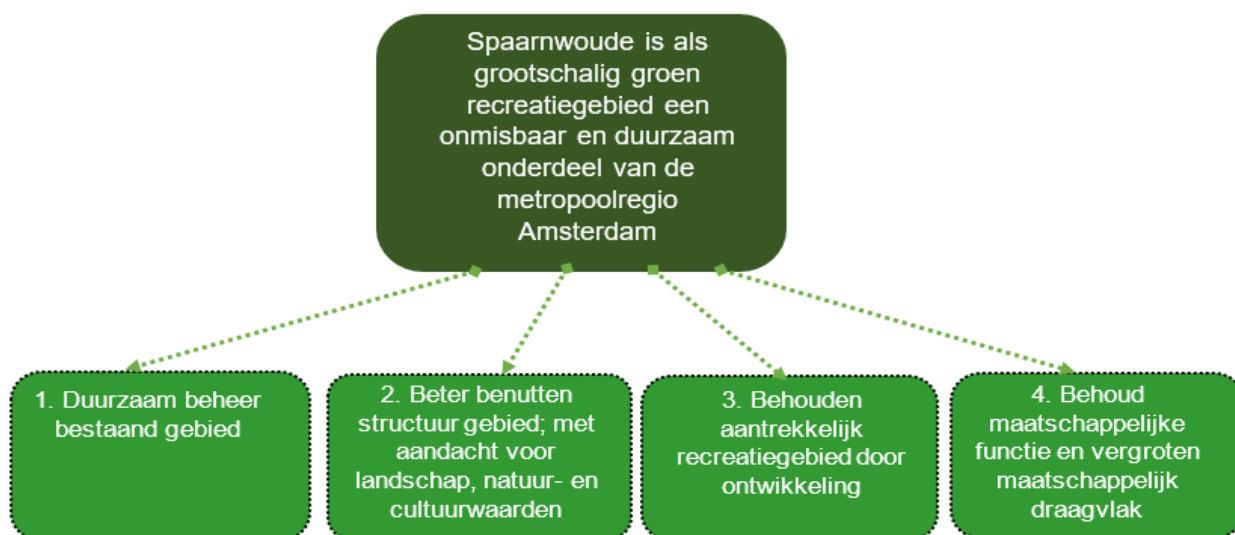 Spaarnwoude is als
grootschalig groen
recreatiegebied een
onmisbaar en duurzaam
onderdeel van de
metropoolregio
Amsterdam
1. Duurzaam beheer
bestaand gebied
2. Beter benutten
structuur gebied; met
aandacht voor
landschap, natuur- en
cultuurwaarden
3. Behouden
aantrekkelijk
recreatiegebied door
ontwikkeling
4. Behoud
maatschappelijke
functie en vergroten
maatschappelijk
draagvlak